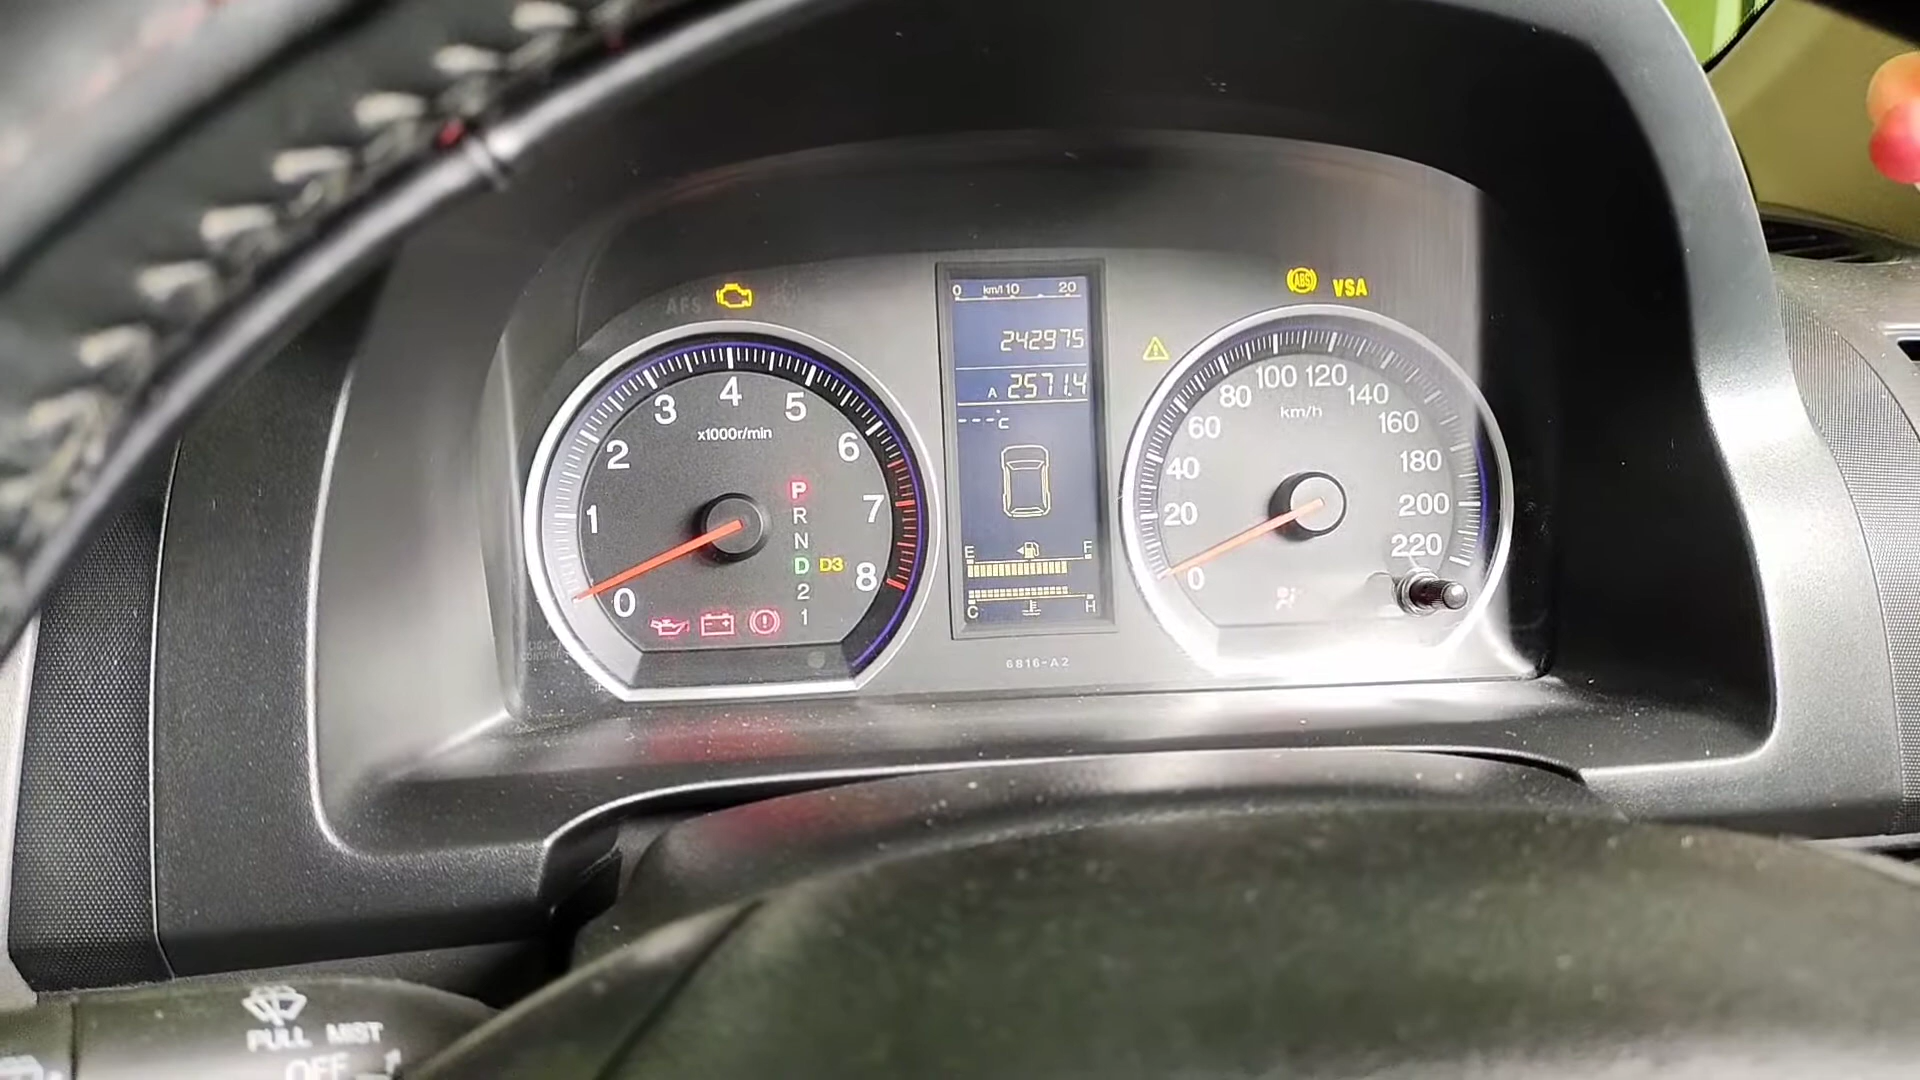 AFS
ABS
VSA
0 km/l 10 20
242975
A 2571.4
---°C
E F
C H
6816-A2
0
1
2
3
4
5
6
7
8
x1000r/min
P
R
N
D D3
2
1
0
20
40
60
80
100
120
140
160
180
200
220
km/h
PULL MIST
OFF